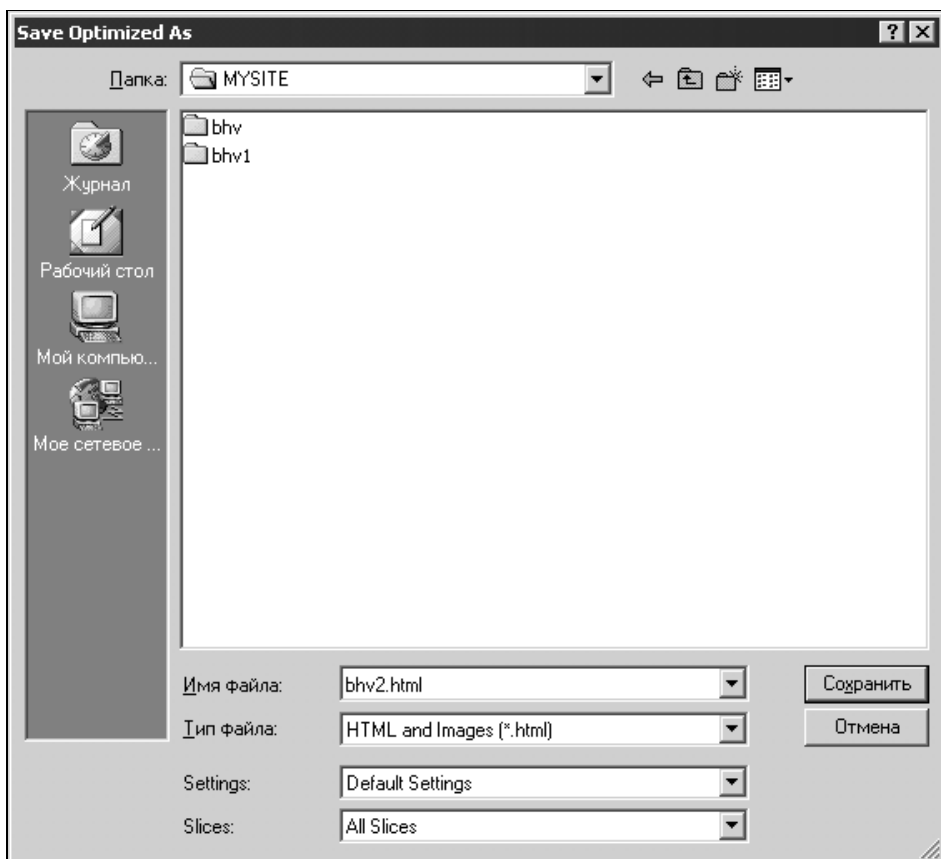 Save Optimized As
Папка: MYSITE
bhv
bhv1
Журнал
Рабочий стол
Мой компью...
Мое сетевое ...
Имя файла: bhv2.html Сохранить
Тип файла: HTML and Images (*.html) Отмена
Settings: Default Settings
Slices: All Slices